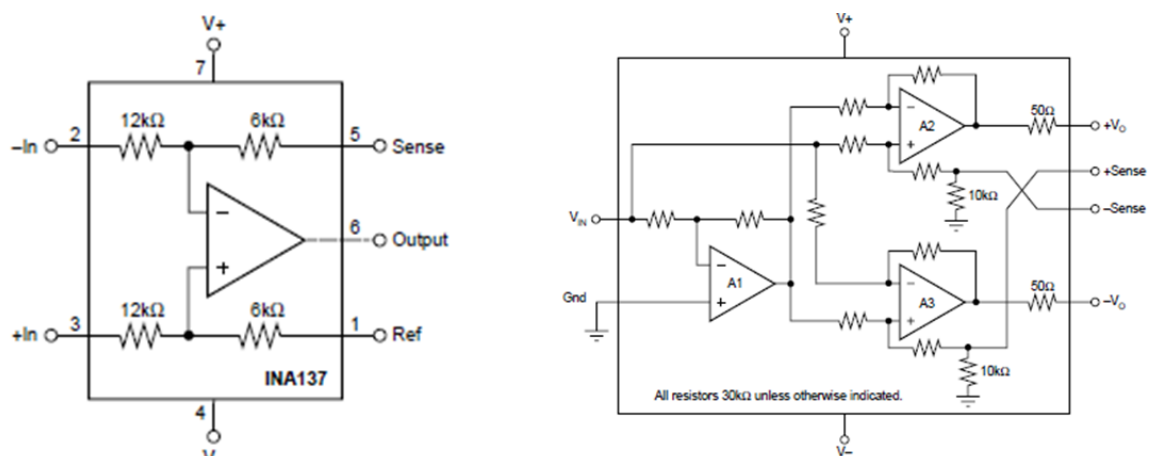 V+
7
12kΩ
6kΩ
–In
2
5
Sense
–
6
Output
+
12kΩ
6kΩ
+In
3
1
Ref
INA137
4
V
V+
–
A2
+
50Ω
+VO
+Sense
10kΩ
–Sense
VIN
–
A1
+
Gnd
–
A3
+
50Ω
–VO
10kΩ
All resistors 30kΩ unless otherwise indicated.
V–